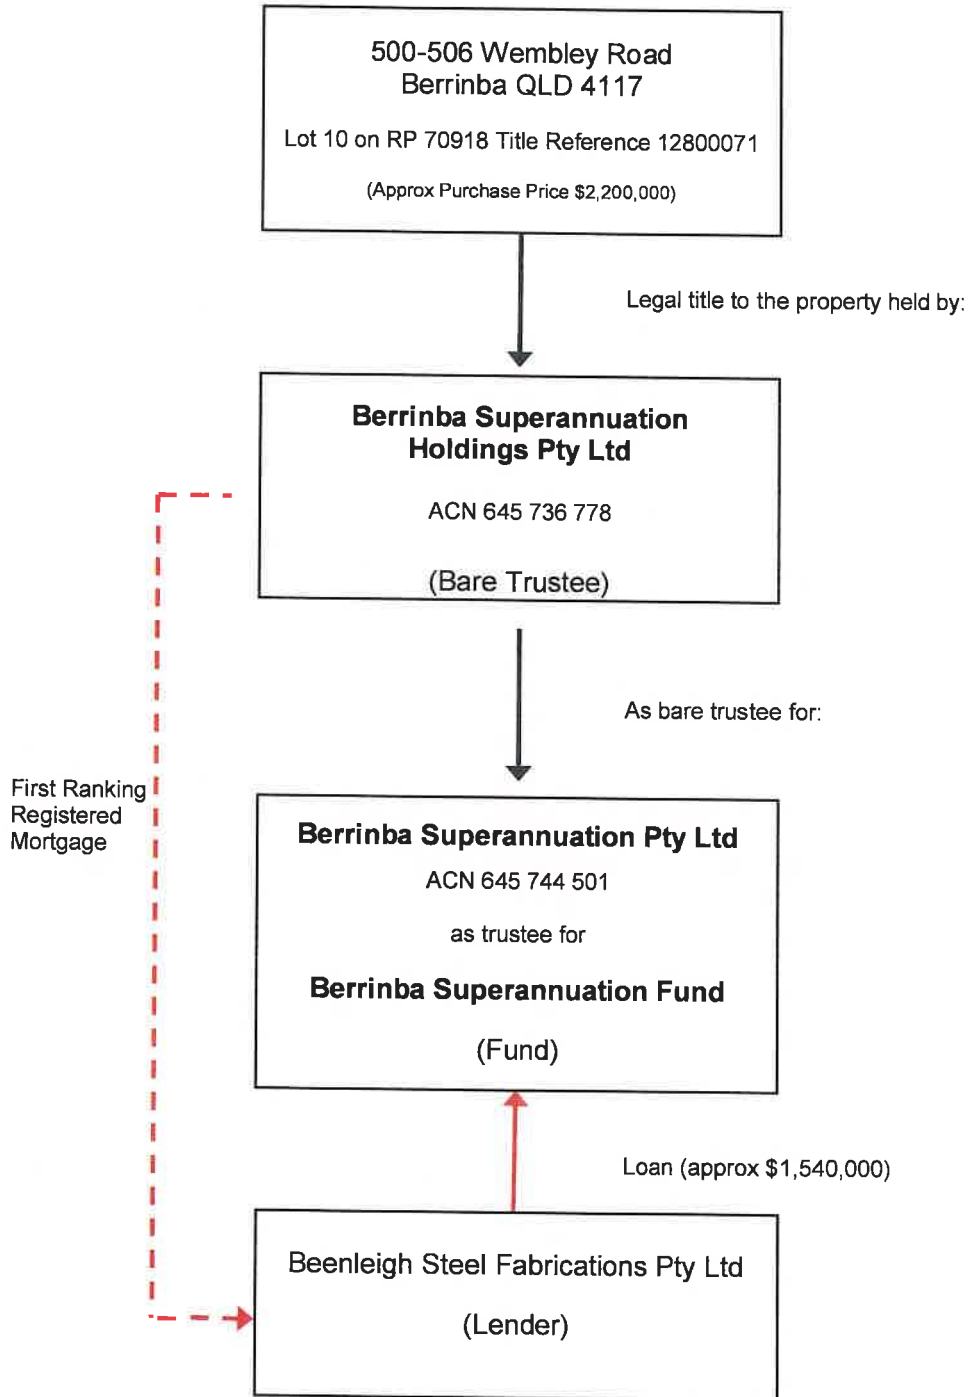 500-506 Wembley Road
Berrinba QLD 4117
Lot 10 on RP 70918 Title Reference 12800071
(Approx Purchase Price $2,200,000)
Legal title to the property held by:
Berrinba Superannuation
Holdings Pty Ltd
ACN 645 736 778
(Bare Trustee)
As bare trustee for:
First Ranking
Registered
Mortgage
Berrinba Superannuation Pty Ltd
ACN 645 744 501
as trustee for
Berrinba Superannuation Fund
(Fund)
Loan (approx $1,540,000)
Beenleigh Steel Fabrications Pty Ltd
(Lender)